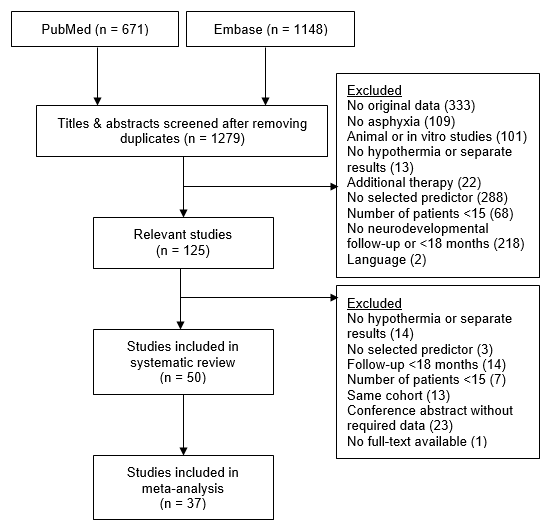 PubMed (n = 671)
Embase (n = 1148)
Titles & abstracts screened after removing
duplicates (n = 1279)
Excluded
No original data (333)
No asphyxia (109)
Animal or in vitro studies (101)
No hypothermia or separate
results (13)
Additional therapy (22)
No selected predictor (288)
Number of patients <15 (68)
No neurodevelopmental
follow-up or <18 months (218)
Language (2)
Relevant studies
(n = 125)
Excluded
No hypothermia or separate
results (14)
No selected predictor (3)
Follow-up <18 months (14)
Number of patients <15 (7)
Same cohort (13)
Conference abstract without
required data (23)
No full-text available (1)
Studies included in
systematic review
(n = 50)
Studies included in
meta-analysis
(n = 37)